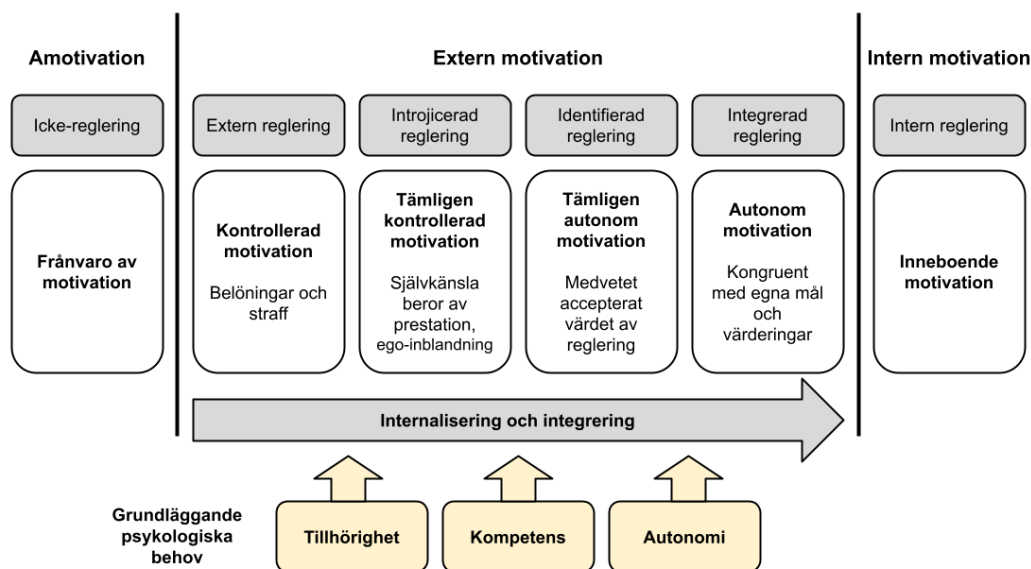 Amotivation
Extern motivation
Intern motivation
Icke-reglering
Extern reglering
Introjicerad
reglering
Identifierad
reglering
Integrerad
reglering
Intern reglering
Frånvaro av
motivation
Kontrollerad
motivation
Belöningar och
straff
Tämligen
kontrollerad
motivation
Självkänsla
beror av
prestation,
ego-inblandning
Tämligen
autonom
motivation
Medvetet
accepterat
värdet av
reglering
Autonom
motivation
Kongruent
med egna mål
och
värderingar
Inneboende
motivation
Internalisering och integrering
Grundläggande
psykologiska
behov
Tillhörighet
Kompetens
Autonomi